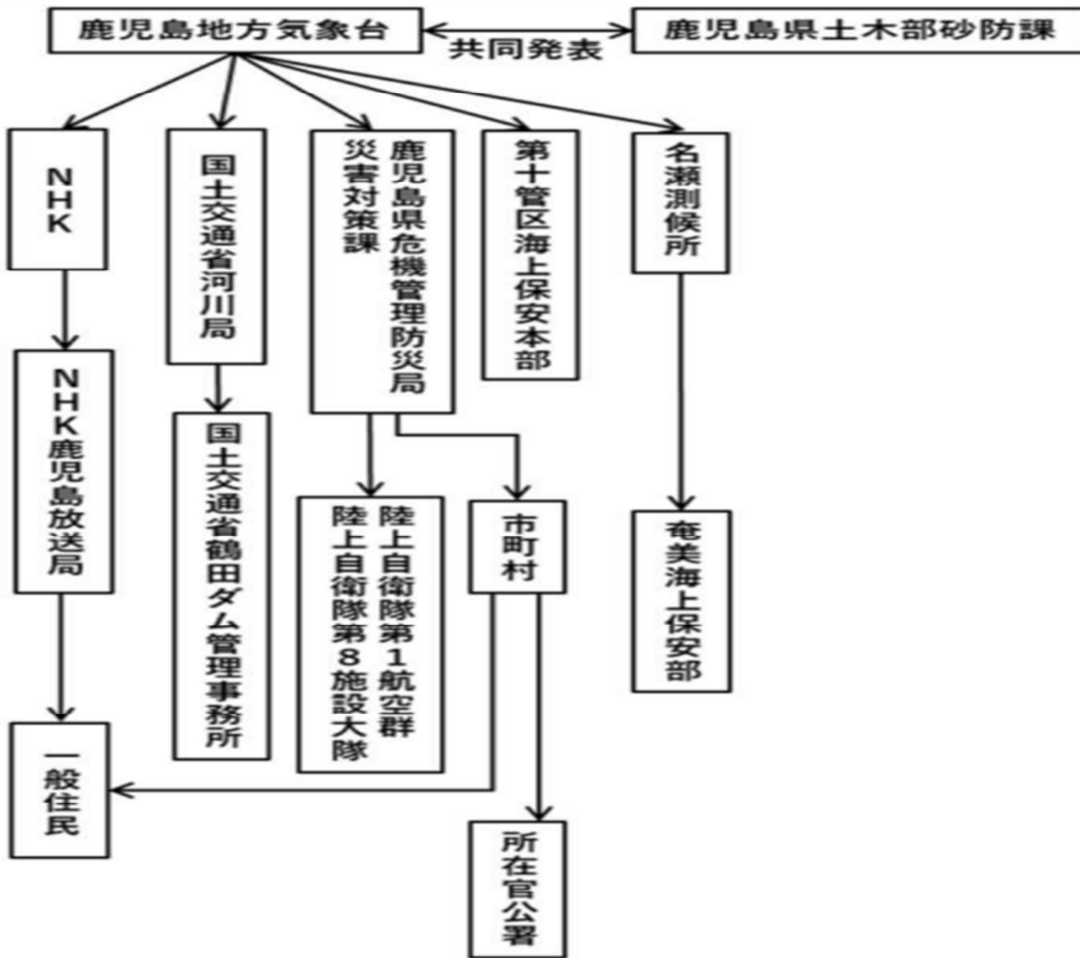 鹿児島地方気象台
共同発表
鹿児島県土木部砂防課
NHK
国土交通省河川局
鹿児島県危機管理防災局
災害対策課
第十管区海上保安本部
名瀬測候所
NHK鹿児島放送局
国土交通省鶴田ダム管理事務所
陸上自衛隊第1航空群
陸上自衛隊第8施設大隊
市町村
奄美海上保安部
一般住民
所在官公署